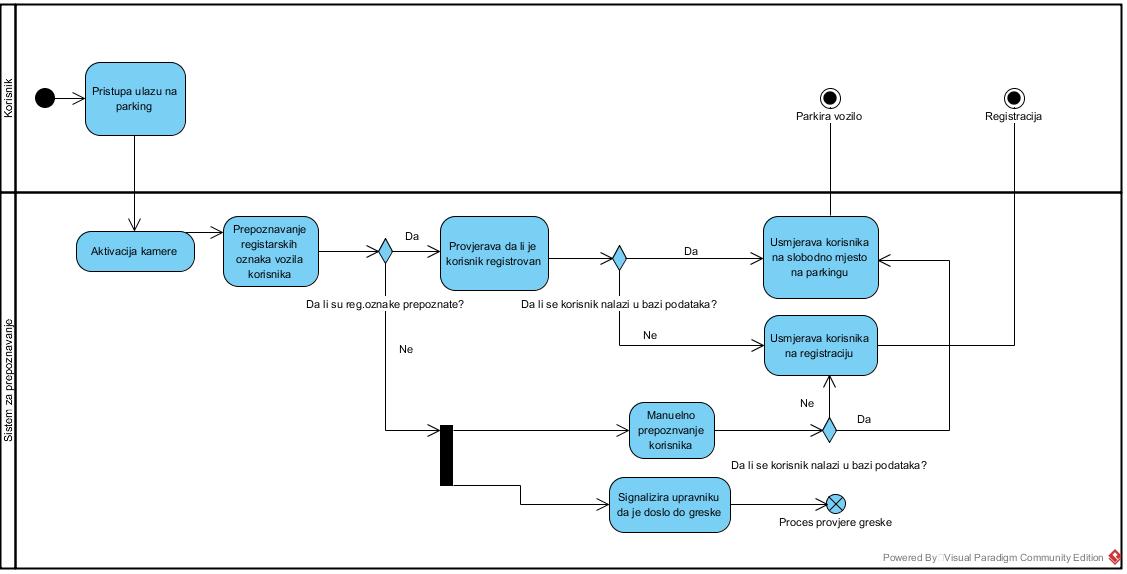 Korisnik
Pristupa ulazu na
parking
Parkira vozilo
Registracija
Sistem za prepoznavanje
Aktivacija kamere
Prepoznavanje
registarskih
oznaka vozila
korisnika
Da
Provjerava da li je
korisnik registrovan
Da
Usmjerava korisnika
na slobodno mjesto
na parkingu
Da li su reg.oznake prepoznate?
Da li se korisnik nalazi u bazi podataka?
Ne
Ne
Usmjerava korisnika
na registraciju
Manuelno
prepoznvanje
korisnika
Ne
Da
Da li se korisnik nalazi u bazi podataka?
Signalizira upravniku
da je doslo do greske
Proces provjere greske
Powered By Visual Paradigm Community Edition